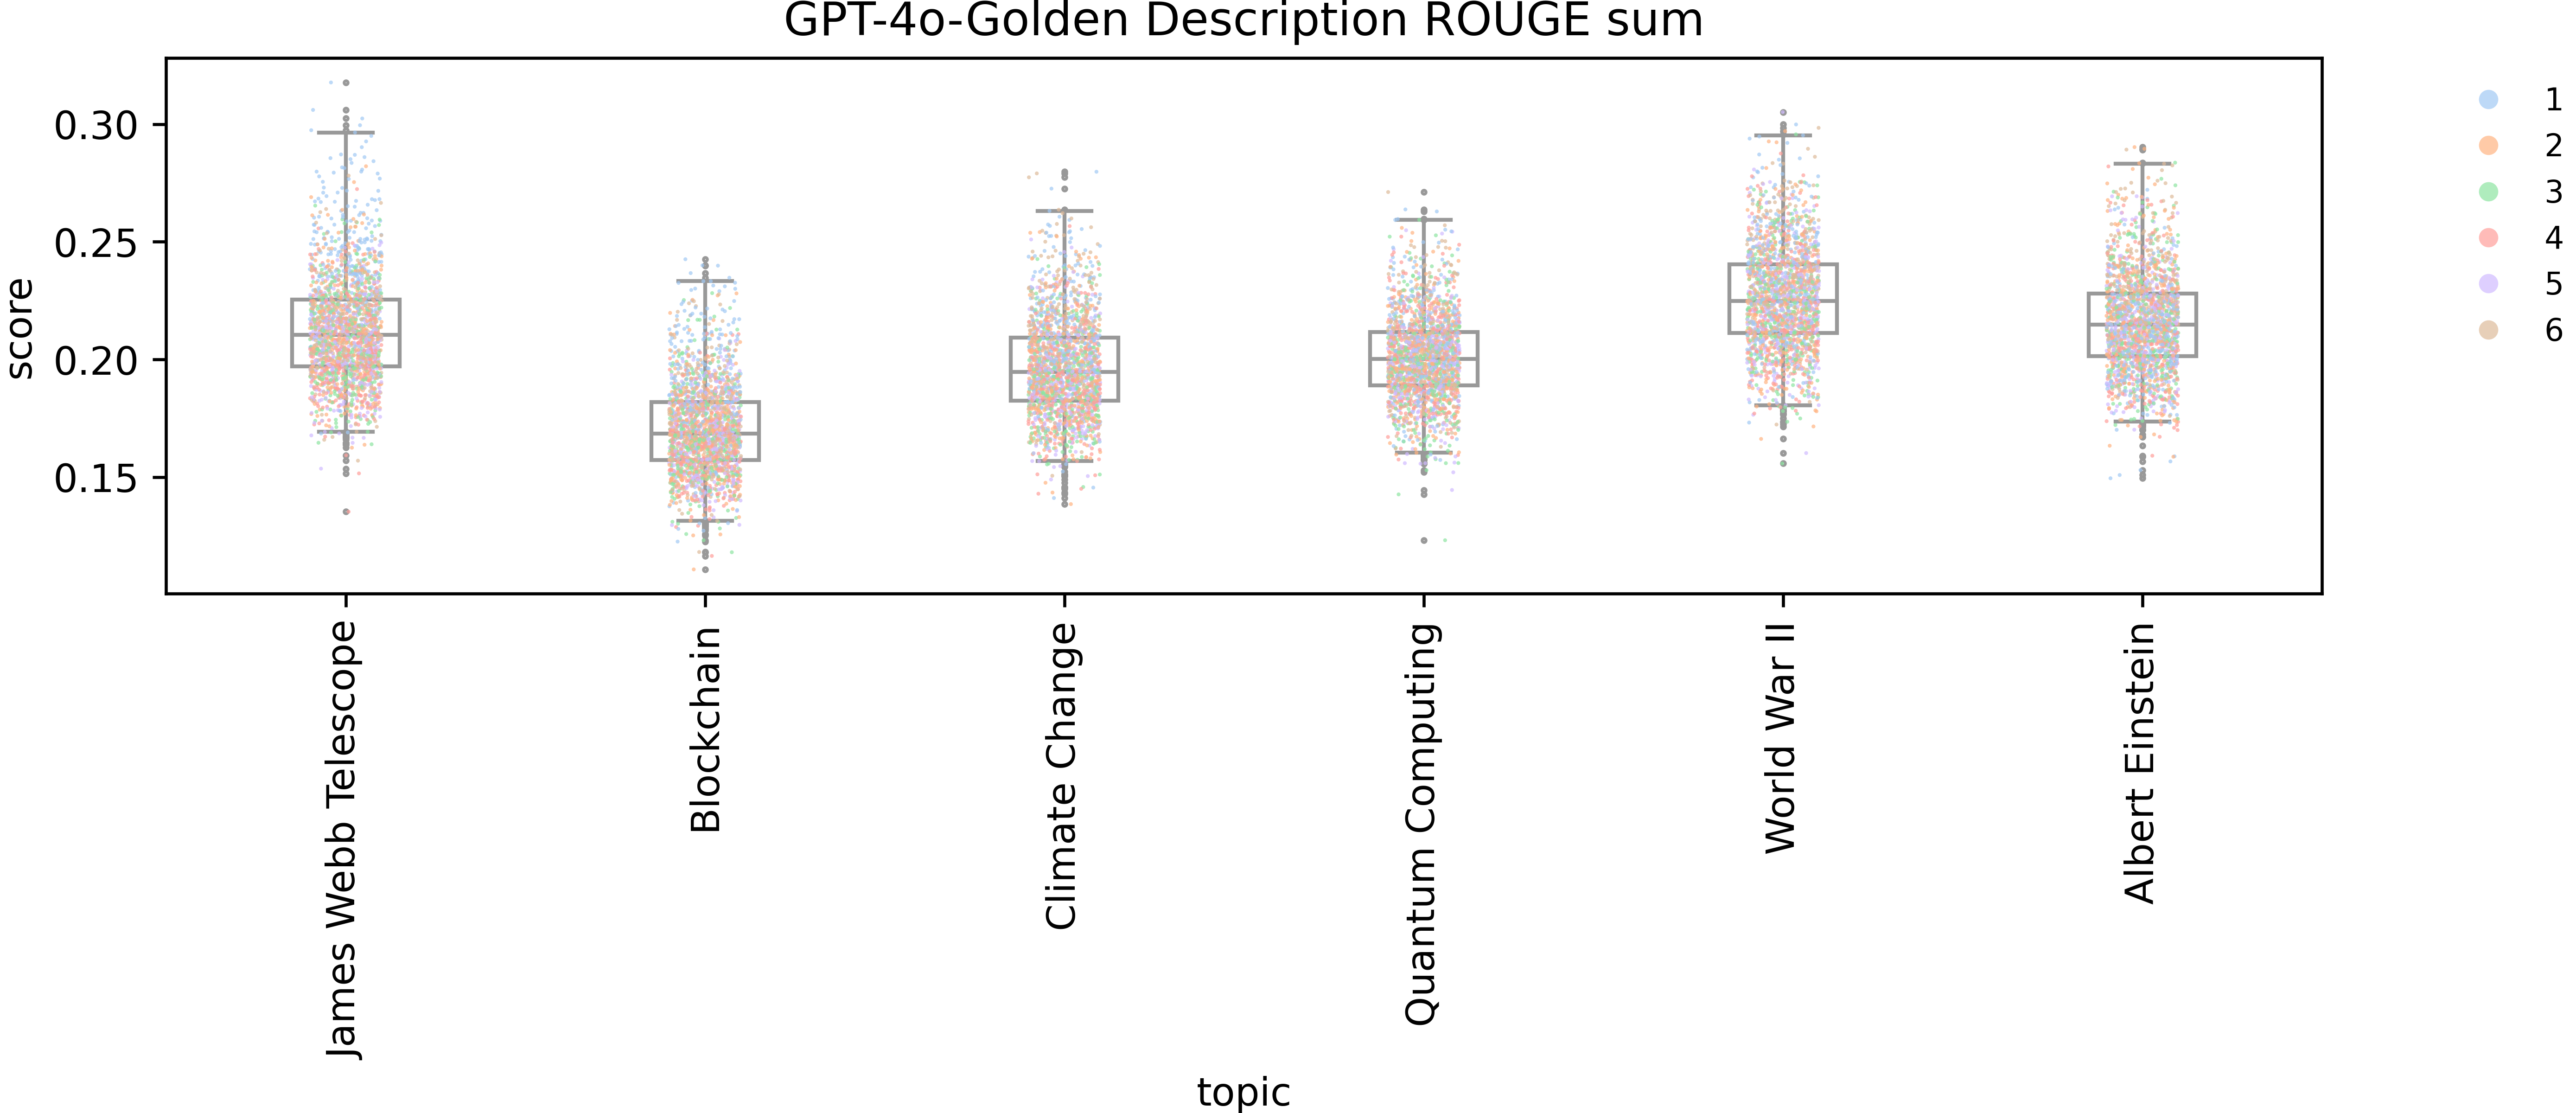 GPT-4o-Golden Description ROUGE sum
score
0.30
0.25
0.20
0.15
1
2
3
4
5
6
James Webb Telescope
Blockchain
Climate Change
Quantum Computing
World War II
Albert Einstein
topic